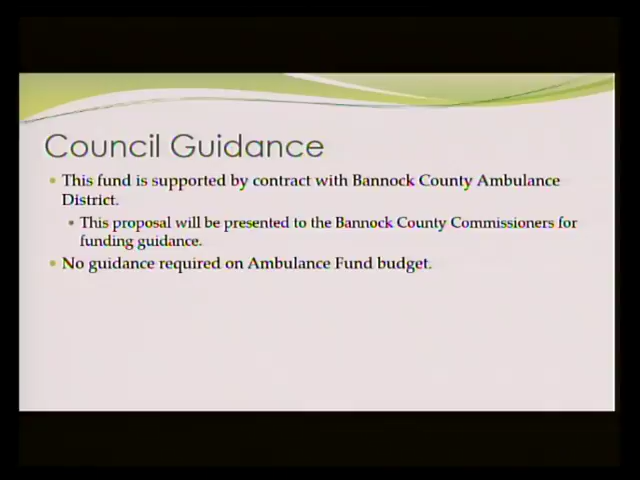 Council Guidance
This fund is supported by contract with Bannock County Ambulance
District.
This proposal will be presented to the Bannock County Commissioners for
funding guidance.
No guidance required on Ambulance Fund budget.